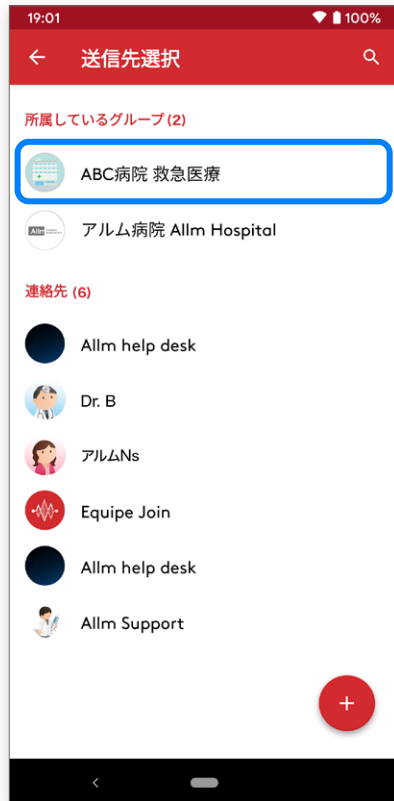 19:01 100%
送信先選択
所属しているグループ (2)
ABC病院 救急医療
Allm
アルム病院 Allm Hospital
連絡先 (6)
Allm help desk
Dr. B
アルムNs
Equipe Join
Allm help desk
Allm Support